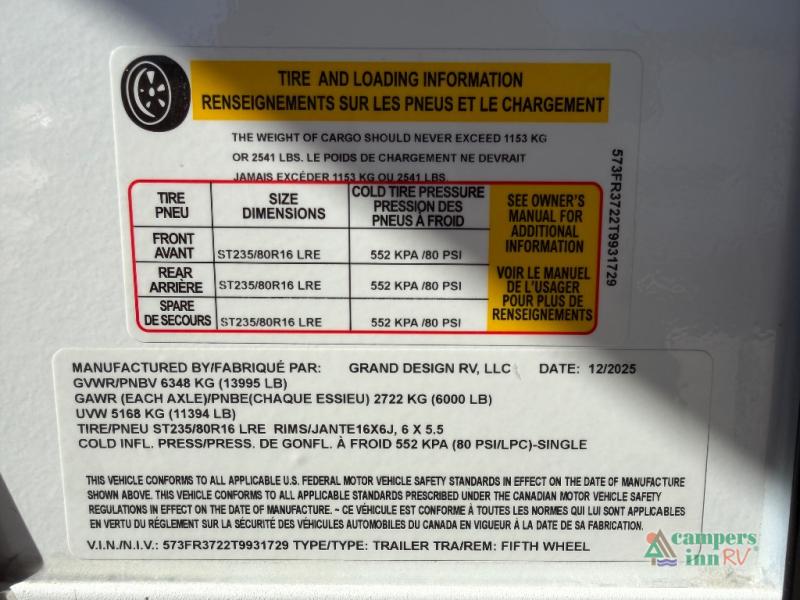 TIRE AND LOADING INFORMATION
RENSEIGNEMENTS SUR LES PNEUS ET LE CHARGEMENT
THE WEIGHT OF CARGO SHOULD NEVER EXCEED 1153 KG
OR 2541 LBS. LE POIDS DE CHARGEMENT NE DEVRAIT
JAMAIS EXCÉDER 1153 KG OU 2541 LBS.
TIRE PNEU
SIZE DIMENSIONS
COLD TIRE PRESSURE PRESSION DES PNEUS À FROID
FRONT AVANT
ST235/80R16 LRE
552 KPA /80 PSI
REAR ARRIÈRE
ST235/80R16 LRE
552 KPA /80 PSI
SPARE DE SECOURS
ST235/80R16 LRE
552 KPA /80 PSI
SEE OWNER'S
MANUAL FOR
ADDITIONAL
INFORMATION
VOIR LE MANUEL
DE L'USAGER
POUR PLUS DE
RENSEIGNEMENTS
573FR3722T9931729
MANUFACTURED BY/FABRIQUÉ PAR: GRAND DESIGN RV, LLC DATE: 12/2025
GVWR/PNBV 6348 KG (13995 LB)
GAWR (EACH AXLE)/PNBE(CHAQUE ESSIEU) 2722 KG (6000 LB)
UVW 5168 KG (11394 LB)
TIRE/PNEU ST235/80R16 LRE RIMS/JANTE16X6J, 6 X 5.5
COLD INFL. PRESS/PRESS. DE GONFL. À FROID 552 KPA (80 PSI/LPC)-SINGLE
THIS VEHICLE CONFORMS TO ALL APPLICABLE U.S. FEDERAL MOTOR VEHICLE SAFETY STANDARDS IN EFFECT ON THE DATE OF MANUFACTURE
SHOWN ABOVE. THIS VEHICLE CONFORMS TO ALL APPLICABLE STANDARDS PRESCRIBED UNDER THE CANADIAN MOTOR VEHICLE SAFETY
REGULATIONS IN EFFECT ON THE DATE OF MANUFACTURE. ~ CE VÉHICULE EST CONFORME À TOUTES LES NORMES QUI LUI SONT APPLICABLES
EN VERTU DU RÉGLEMENT SUR LA SÉCURITÉ DES VÉHICULES AUTOMOBILES DU CANADA EN VIGUEUR À LA DATE DE SA FABRICATION.
V.I.N./N.I.V.: 573FR3722T9931729 TYPE/TYPE: TRAILER TRA/REM: FIFTH WHEEL
campers
inn RV